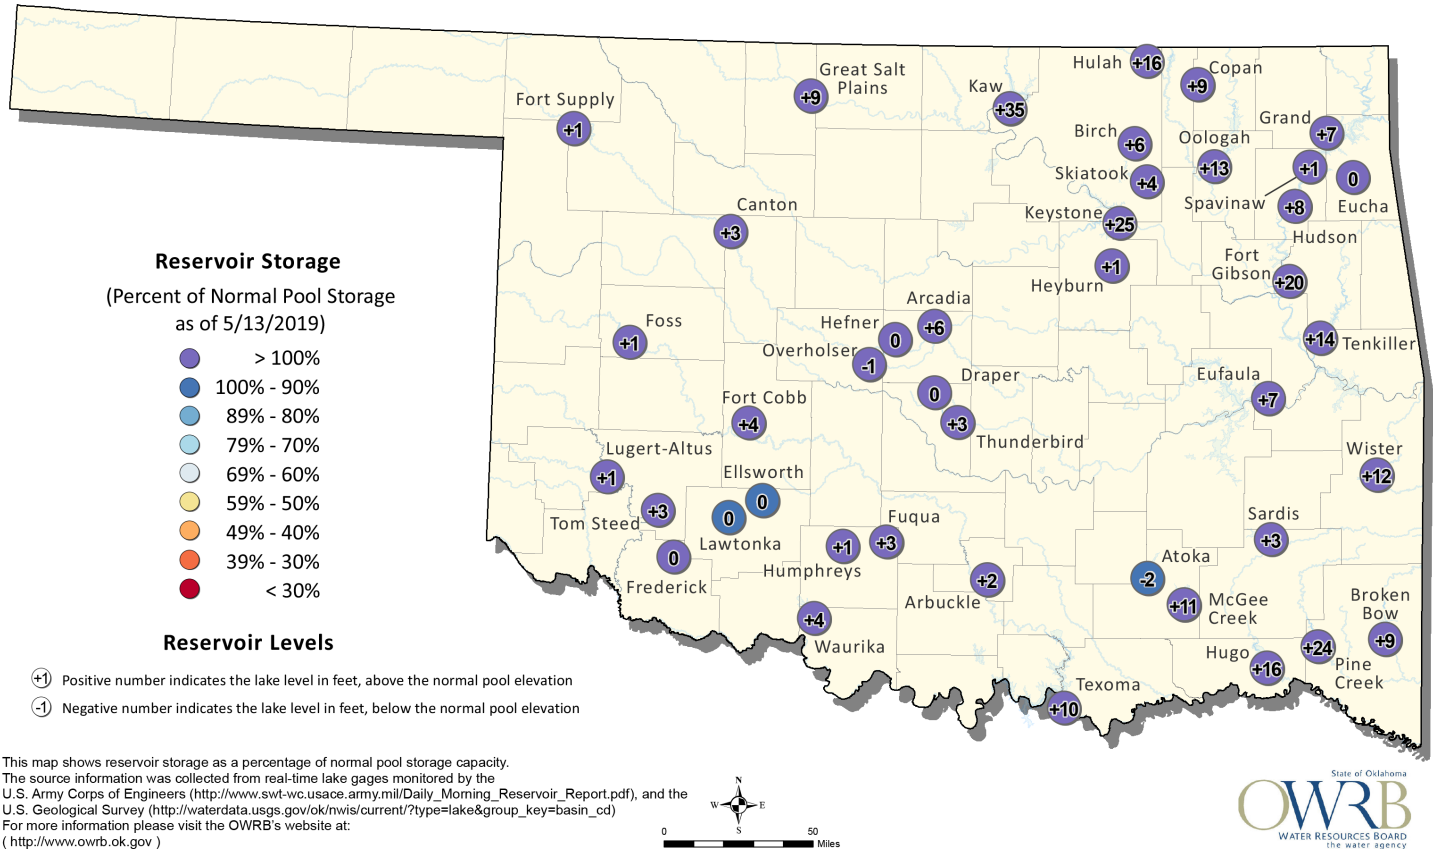 Hulah
+16
Copan
+9
Great Salt
Plains
+9
Kaw
+35
Fort Supply
+1
Grand
+7
Birch
+6
Oologah
+13
Skiatook
+4
+1
Spavinaw
0
Eucha
Canton
+3
Keystone
+25
+8
Hudson
Heyburn
+1
Fort
Gibson
+20
Arcadia
+6
Hefner
0
Overholser
-1
Foss
+1
+14
Tenkiller
Draper
0
Eufaula
+7
Fort Cobb
+4
+3
Thunderbird
Lugert-Altus
+1
Ellsworth
0
Wister
+12
Tom Steed
+3
0
Lawtonka
Fuqua
+3
+1
Humphreys
Sardis
+3
0
Frederick
Arbuckle
+2
Atoka
-2
+11
McGee
Creek
Broken
Bow
+9
+4
Waurika
Hugo
+16
+24
Pine
Creek
Texoma
+10
Reservoir Storage
(Percent of Normal Pool Storage
as of 5/13/2019)
> 100%
100% - 90%
89% - 80%
79% - 70%
69% - 60%
59% - 50%
49% - 40%
39% - 30%
< 30%
Reservoir Levels
+1 Positive number indicates the lake level in feet, above the normal pool elevation
-1 Negative number indicates the lake level in feet, below the normal pool elevation
This map shows reservoir storage as a percentage of normal pool storage capacity.
The source information was collected from real-time lake gages monitored by the
U.S. Army Corps of Engineers (http://www.swt-wc.usace.army.mil/Daily_Morning_Reservoir_Report.pdf), and the
U.S. Geological Survey (http://waterdata.usgs.gov/ok/nwis/current/?type=lake&group_key=basin_cd)
For more information please visit the OWRB's website at:
( http://www.owrb.ok.gov )
N
W E
S
0 50
Miles
State of Oklahoma
OWRB
WATER RESOURCES BOARD
the water agency